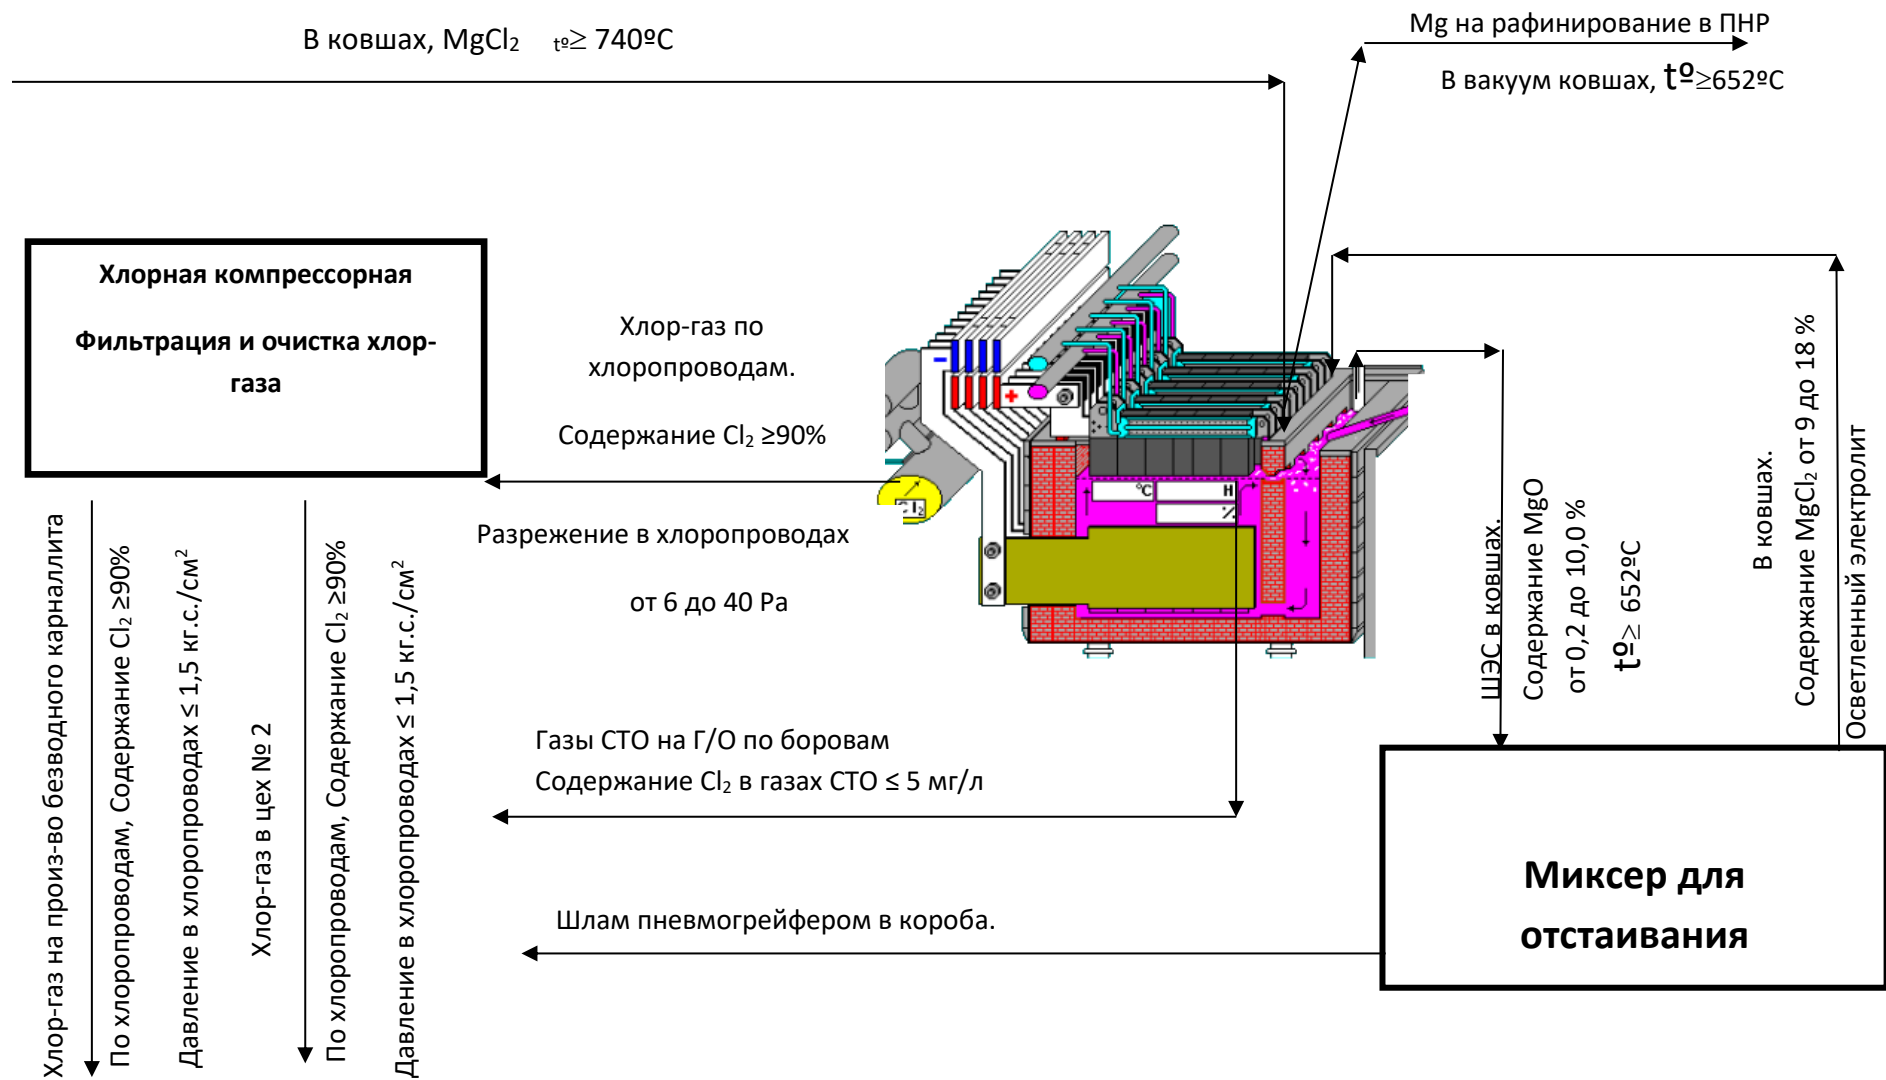 В ковшах, MgCl₂ tº≥ 740ºС
Mg на рафинирование в ПНР
В вакуум ковшах, tº≥652ºС
Хлорная компрессорная
Фильтрация и очистка хлор-
газа
Хлор-газ по
хлоропроводам.
Содержание Cl₂ ≥90%
Разрежение в хлоропроводах
от 6 до 40 Ра
-
+
Cl₂
°C
H
%
Газы СТО на Г/О по боровам
Содержание Cl₂ в газах СТО ≤ 5 мг/л
Шлам пневмогрейфером в короба.
Хлор-газ на произ-во безводного карналлита
По хлоропроводам, Содержание Cl₂ ≥90%
Давление в хлоропроводах ≤ 1,5 кг.с./см²
Хлор-газ в цех № 2
По хлоропроводам, Содержание Cl₂ ≥90%
Давление в хлоропроводах ≤ 1,5 кг.с./см²
ШЭС в ковшах.
Содержание MgO
от 0,2 до 10,0 %
tº≥ 652ºС
В ковшах.
Содержание MgCl₂ от 9 до 18 %
Осветленный электролит
Миксер для
отстаивания